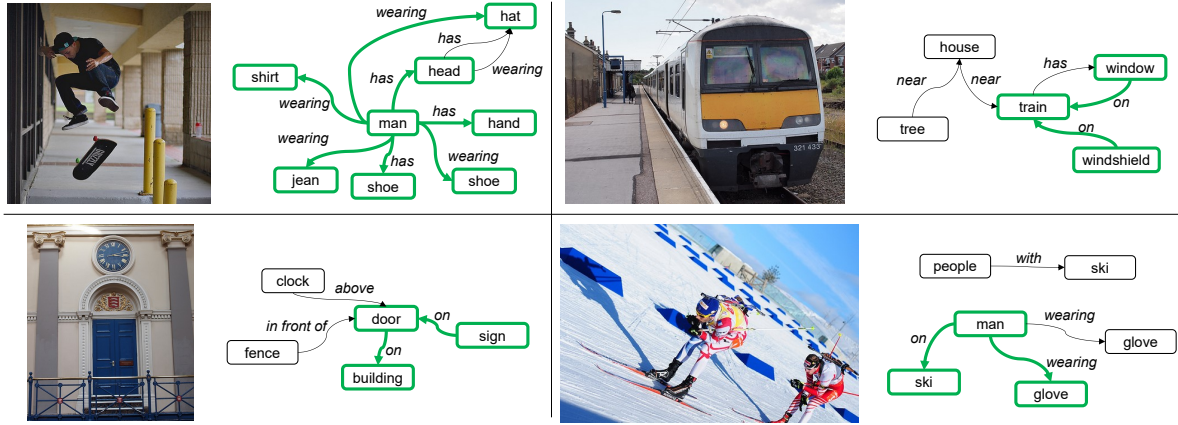 wearing
hat
has
head
wearing
shirt
has
wearing
man
has
hand
wearing
has
wearing
jean
shoe
shoe
house
has
window
near
near
train
on
tree
on
windshield
321 433
clock
above
door
on
in front of
sign
fence
on
building
people
with
ski
man
wearing
on
glove
wearing
ski
glove